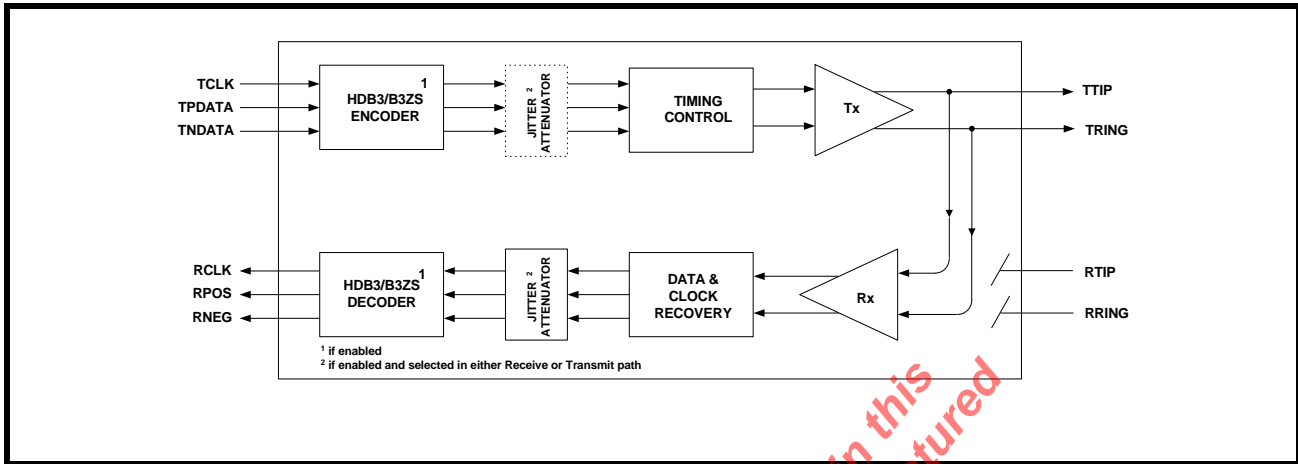 TCLK
TPDATA
TNDATA
HDB3/B3ZS 1
ENCODER
JITTER 2
ATTENUATOR
TIMING
CONTROL
Tx
TTIP
TRING
RCLK
RPOS
RNEG
HDB3/B3ZS 1
DECODER
JITTER 2
ATTENUATOR
DATA &
CLOCK
RECOVERY
Rx
RTIP
RRING
1 if enabled
2 if enabled and selected in either Receive or Transmit path
in this